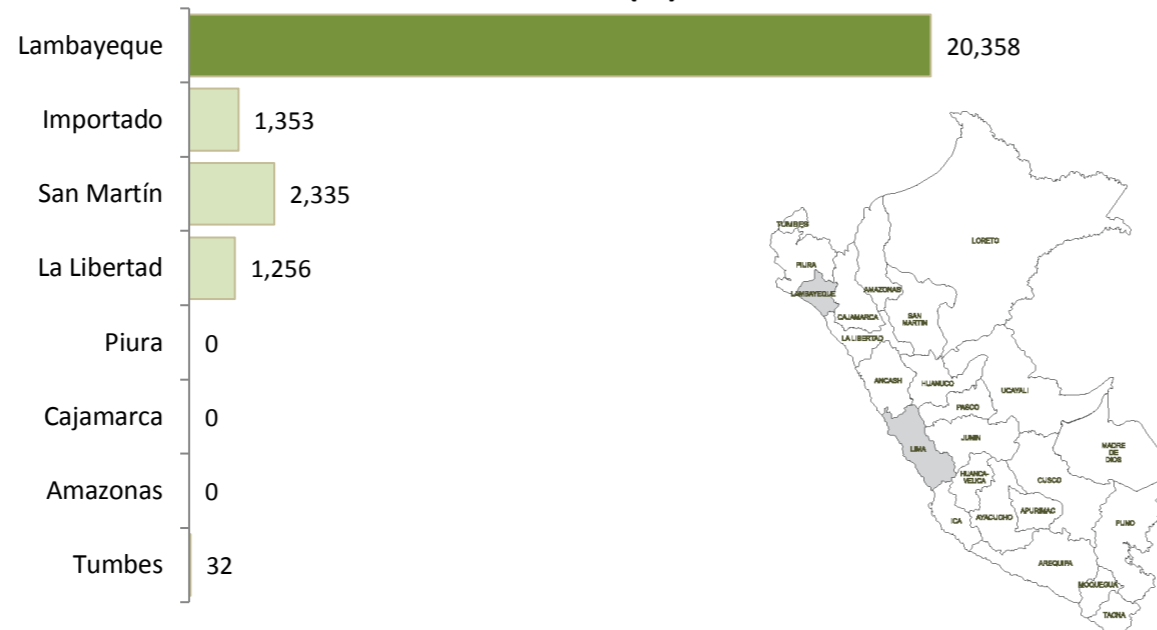 Lambayeque 20,358
Importado 1,353
San Martín 2,335
La Libertad 1,256
Piura 0
Cajamarca 0
Amazonas 0
Tumbes 32
TUMBES
LORETO
PIURA
LAMBAYEQUE
AMAZONAS
CAJAMARCA
SAN
MARTIN
LA LIBERTAD
ANCASH
HUANUCO
UCAYALI
PASCO
LIMA
JUNIN
MADRE
DE
DIOS
HUANCA-
VELICA
CUSCO
ICA
AYACUCHO
APURIMAC
PUNO
AREQUIPA
MOQUEGUA
TACNA